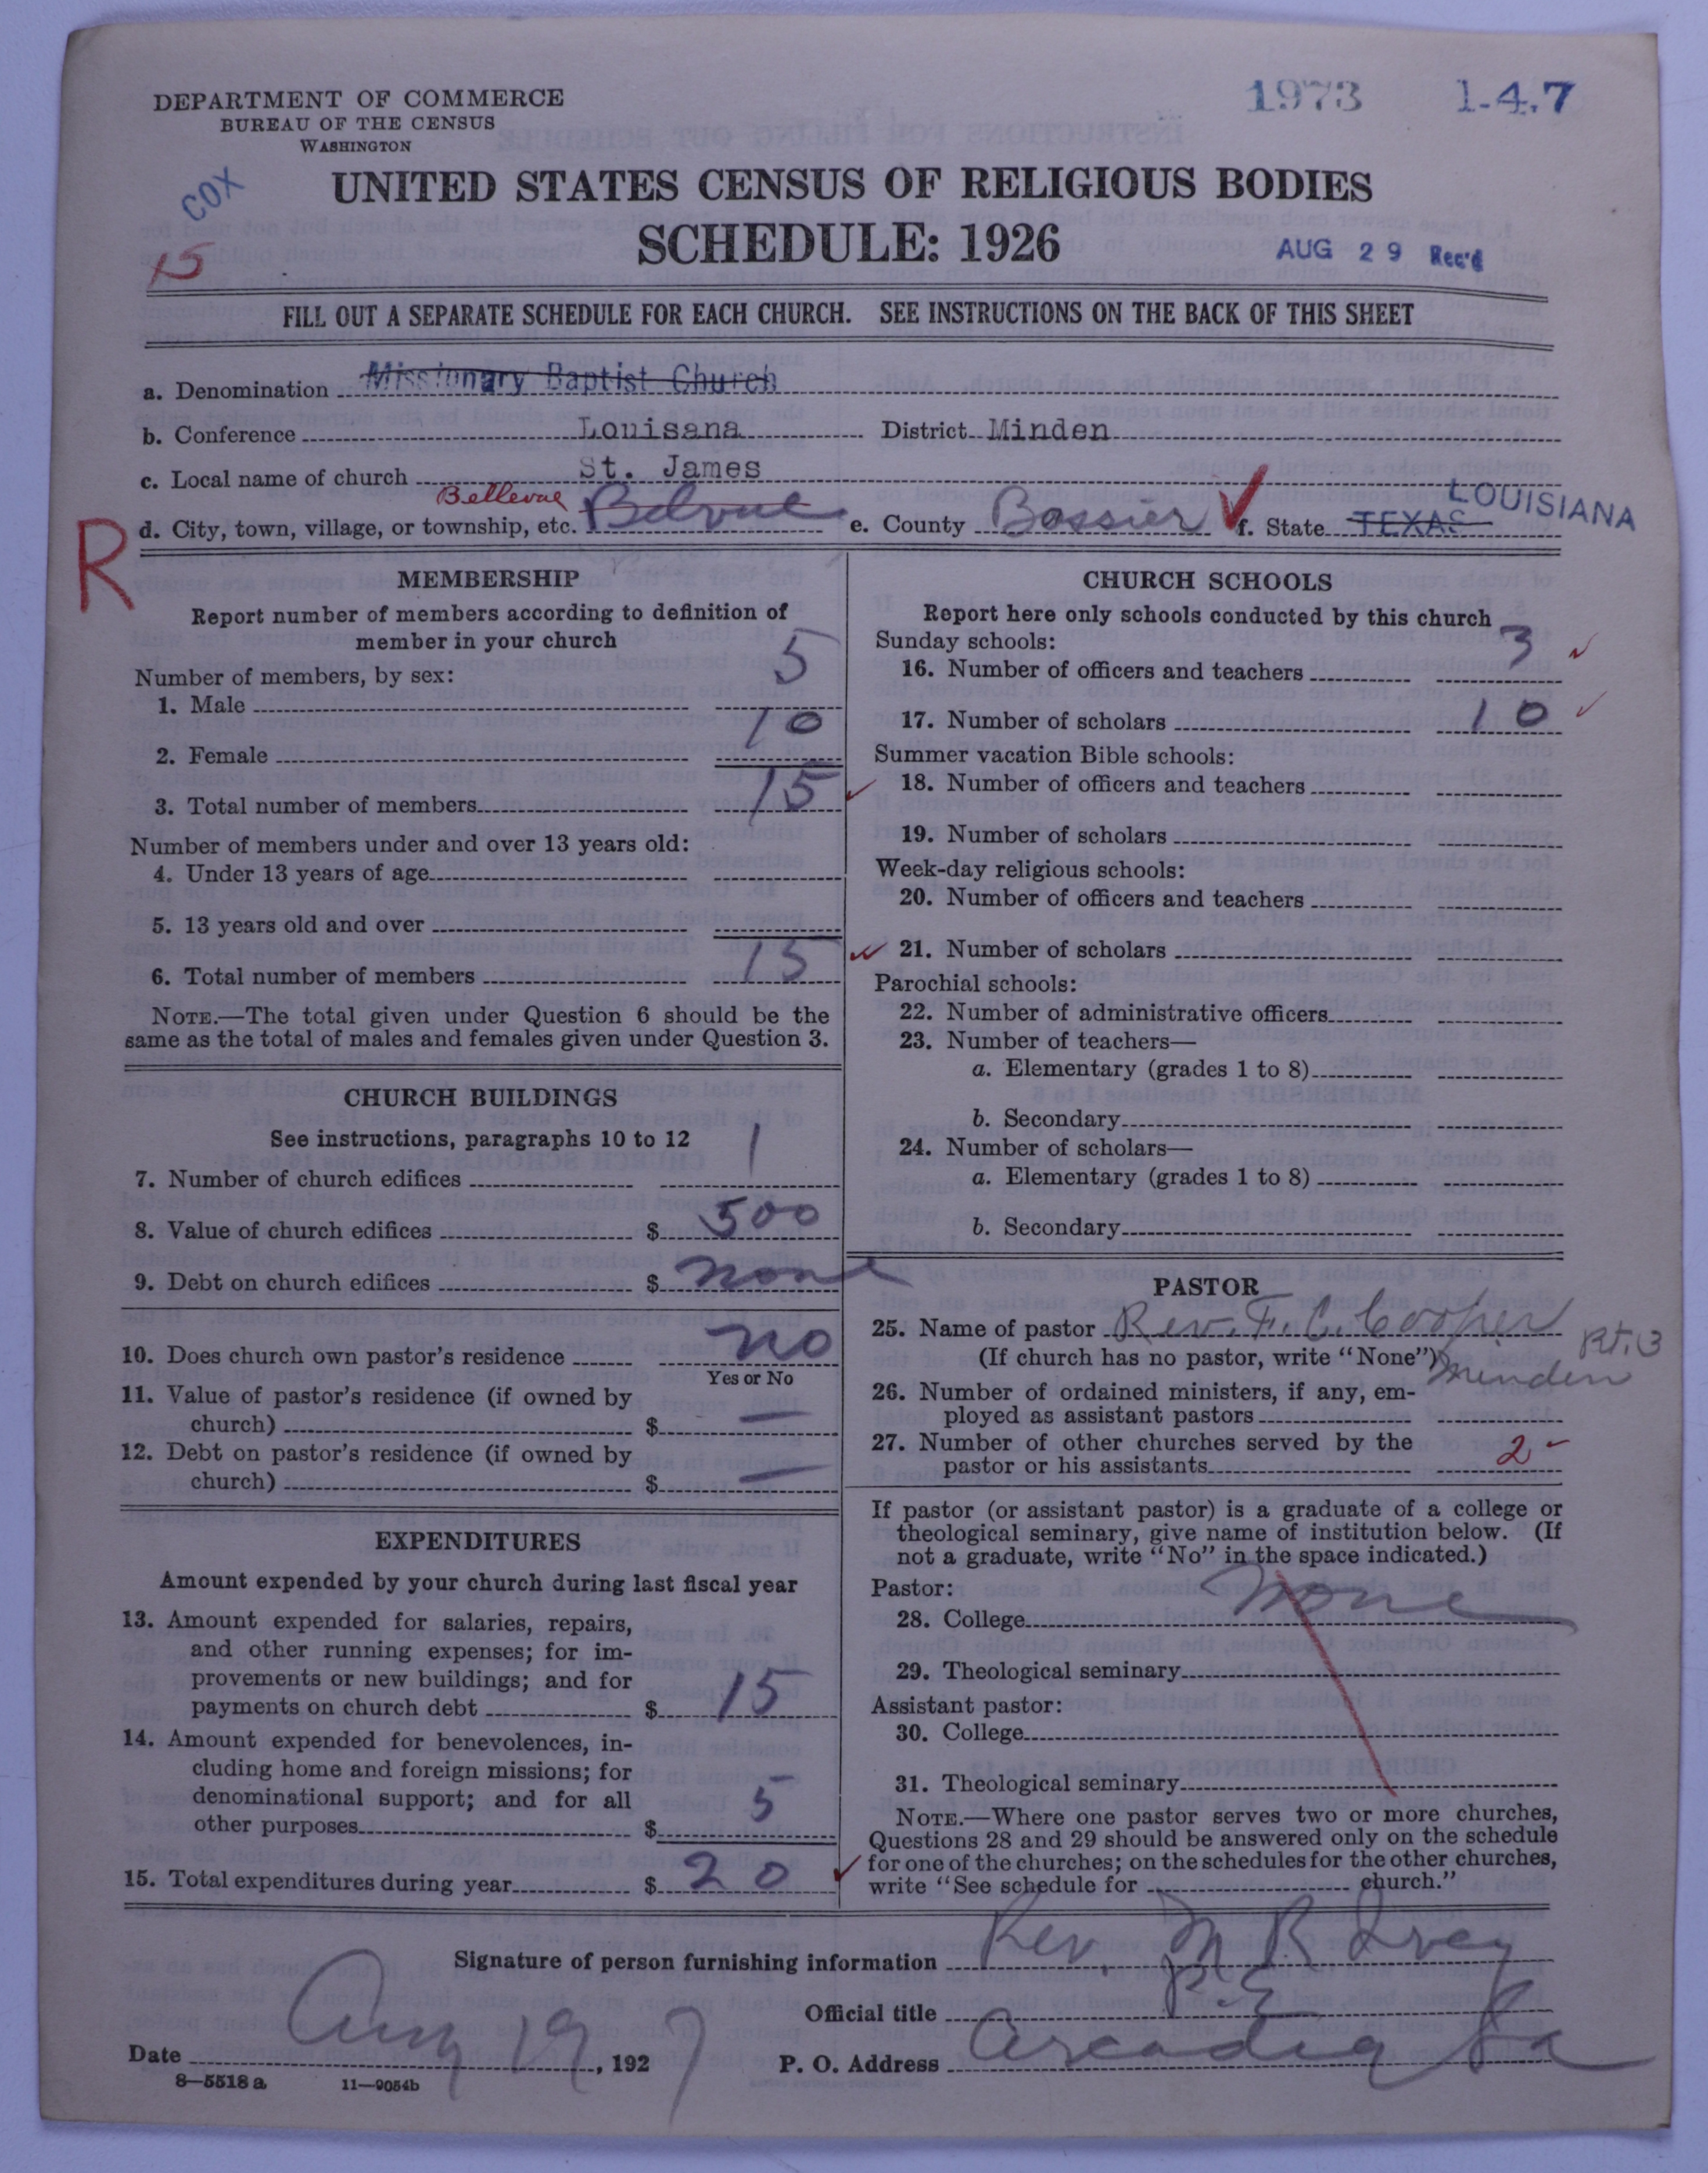 DEPARTMENT OF COMMERCE
BUREAU OF THE CENSUS
WASHINGTON
1973 1-4.7
COX
15
UNITED STATES CENSUS OF RELIGIOUS BODIES
SCHEDULE: 1926
AUG 29 Rec'd
FILL OUT A SEPARATE SCHEDULE FOR EACH CHURCH. SEE INSTRUCTIONS ON THE BACK OF THIS SHEET
a. Denomination Missionary Baptist Church
b. Conference Louisana District Minden
c. Local name of church St. James
Bellevue
LOUISIANA
d. City, town, village, or township, etc. Belvue e. County Bossier f. State TEXAS
R
MEMBERSHIP
Report number of members according to definition of
member in your church
Number of members, by sex:
1. Male 5
2. Female 10
3. Total number of members 15
Number of members under and over 13 years old:
4. Under 13 years of age
5. 13 years old and over
6. Total number of members 15
NOTE.—The total given under Question 6 should be the
same as the total of males and females given under Question 3.
CHURCH BUILDINGS
See instructions, paragraphs 10 to 12
7. Number of church edifices 1
8. Value of church edifices $ 500
9. Debt on church edifices $ none
10. Does church own pastor's residence no
Yes or No
11. Value of pastor's residence (if owned by
church) $ —
12. Debt on pastor's residence (if owned by
church) $ —
EXPENDITURES
Amount expended by your church during last fiscal year
13. Amount expended for salaries, repairs,
and other running expenses; for im-
provements or new buildings; and for
payments on church debt $ 15
14. Amount expended for benevolences, in-
cluding home and foreign missions; for
denominational support; and for all
other purposes $ 5
15. Total expenditures during year $ 20
CHURCH SCHOOLS
Report here only schools conducted by this church
Sunday schools:
16. Number of officers and teachers 3
17. Number of scholars 10
Summer vacation Bible schools:
18. Number of officers and teachers
19. Number of scholars
Week-day religious schools:
20. Number of officers and teachers
21. Number of scholars
Parochial schools:
22. Number of administrative officers
23. Number of teachers—
a. Elementary (grades 1 to 8)
b. Secondary
24. Number of scholars—
a. Elementary (grades 1 to 8)
b. Secondary
PASTOR
25. Name of pastor Rev. F. C. Cooper Rt. 3
(If church has no pastor, write "None") Minden
26. Number of ordained ministers, if any, em-
ployed as assistant pastors
27. Number of other churches served by the
pastor or his assistants 2
If pastor (or assistant pastor) is a graduate of a college or
theological seminary, give name of institution below. (If
not a graduate, write "No" in the space indicated.)
Pastor:
28. College none
29. Theological seminary
Assistant pastor:
30. College
31. Theological seminary
NOTE.—Where one pastor serves two or more churches,
Questions 28 and 29 should be answered only on the schedule
for one of the churches; on the schedules for the other churches,
write "See schedule for church."
Signature of person furnishing information Rev. M R Ivey
Official title P. E
Date Aug 19, 1927 P. O. Address Arcadia La
8—5518 a 11—9054b